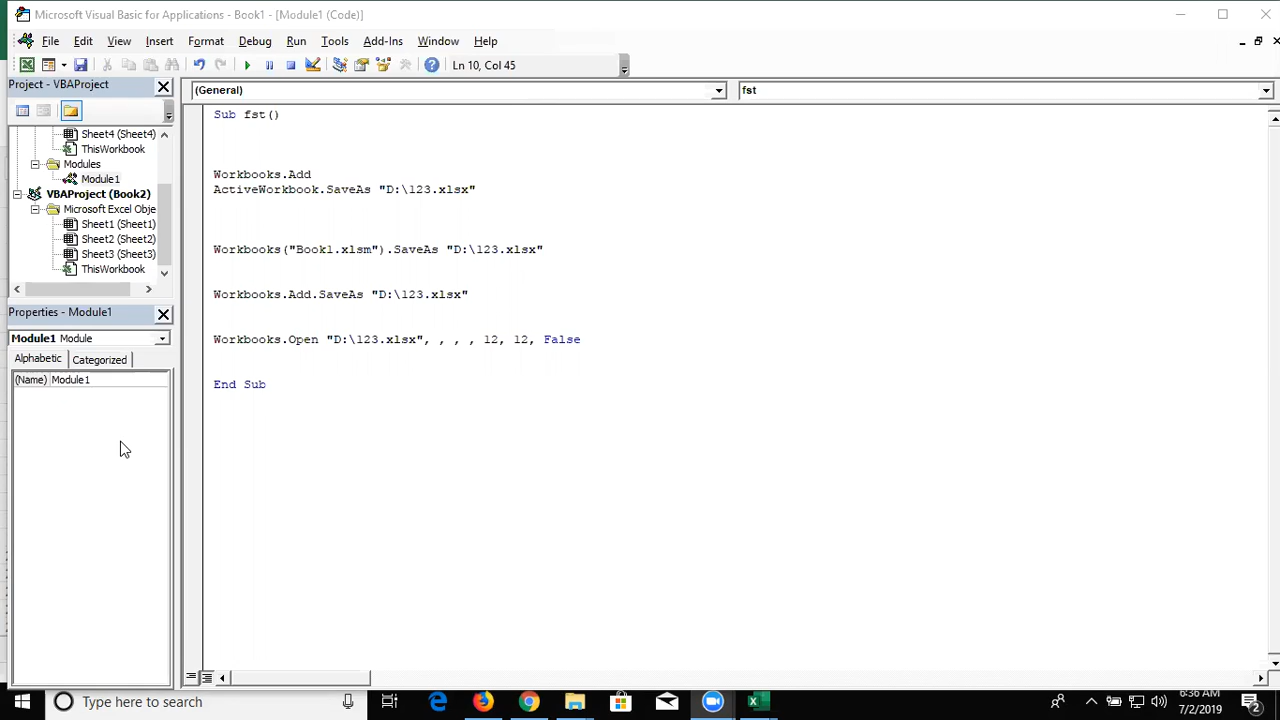 Microsoft Visual Basic for Applications - Book1 - [Module1 (Code)]
File Edit View Insert Format Debug Run Tools Add-Ins Window Help
Ln 10, Col 45
Project - VBAProject
(General) fst
Sheet4 (Sheet4)
ThisWorkbook
Modules
Module1
VBAProject (Book2)
Microsoft Excel Obje
Sheet1 (Sheet1)
Sheet2 (Sheet2)
Sheet3 (Sheet3)
ThisWorkbook
Properties - Module1
Module1 Module
Alphabetic Categorized
(Name) Module1
Sub fst()
Workbooks.Add
ActiveWorkbook.SaveAs "D:\123.xlsx"
Workbooks("Book1.xlsm").SaveAs "D:\123.xlsx"
Workbooks.Add.SaveAs "D:\123.xlsx"
Workbooks.Open "D:\123.xlsx", , , , 12, 12, False
End Sub
Type here to search
6:36 AM
7/2/2019
2